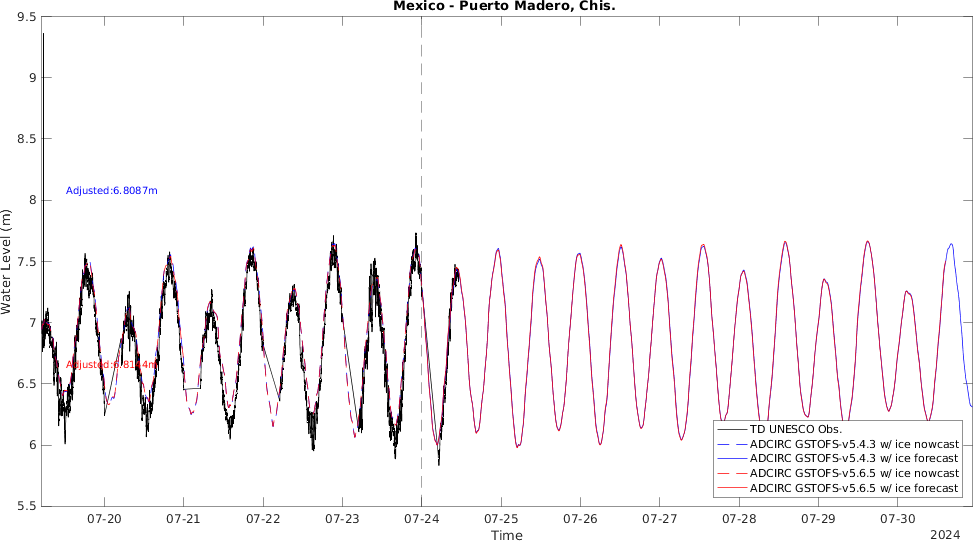 Mexico - Puerto Madero, Chis.
9.5
9
8.5
8
7.5
7
6.5
6
5.5
Water Level (m)
Adjusted:6.8087m
07-20
07-21
07-22
07-23
07-24
07-25
07-26
07-27
07-28
07-29
07-30
2024
Time
TD UNESCO Obs.
ADCIRC GSTOFS-v5.4.3 w/ ice nowcast
ADCIRC GSTOFS-v5.4.3 w/ ice forecast
ADCIRC GSTOFS-v5.6.5 w/ ice nowcast
ADCIRC GSTOFS-v5.6.5 w/ ice forecast